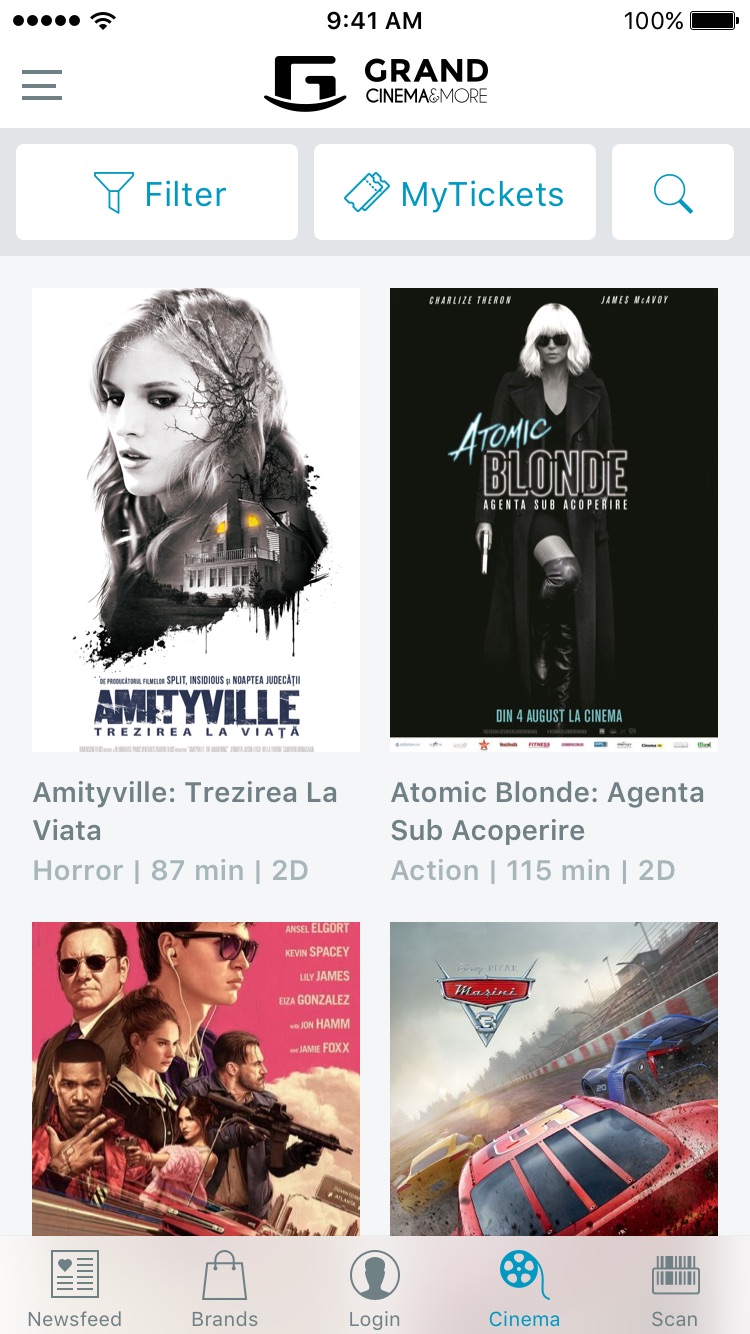 9:41 AM
100%
GRAND
CINEMA&MORE
Filter
MyTickets
DE PRODUCĂTORUL FILMELOR SPLIT, INSIDIOUS ȘI NOAPTEA JUDECĂȚII
AMITYVILLE
TREZIREA LA VIAȚĂ
CHARLIZE THERON
JAMES McAVOY
ATOMIC
BLONDE
AGENTA SUB ACOPERIRE
DIN 4 AUGUST LA CINEMA
Amityville: Trezirea La
Viata
Horror | 87 min | 2D
Atomic Blonde: Agenta
Sub Acoperire
Action | 115 min | 2D
ANSEL ELGORT
KEVIN SPACEY
LILY JAMES
EIZA GONZALEZ
with JON HAMM
and JAMIE FOXX
Disney PIXAR
Mașini
3
20
Newsfeed
Brands
Login
Cinema
Scan